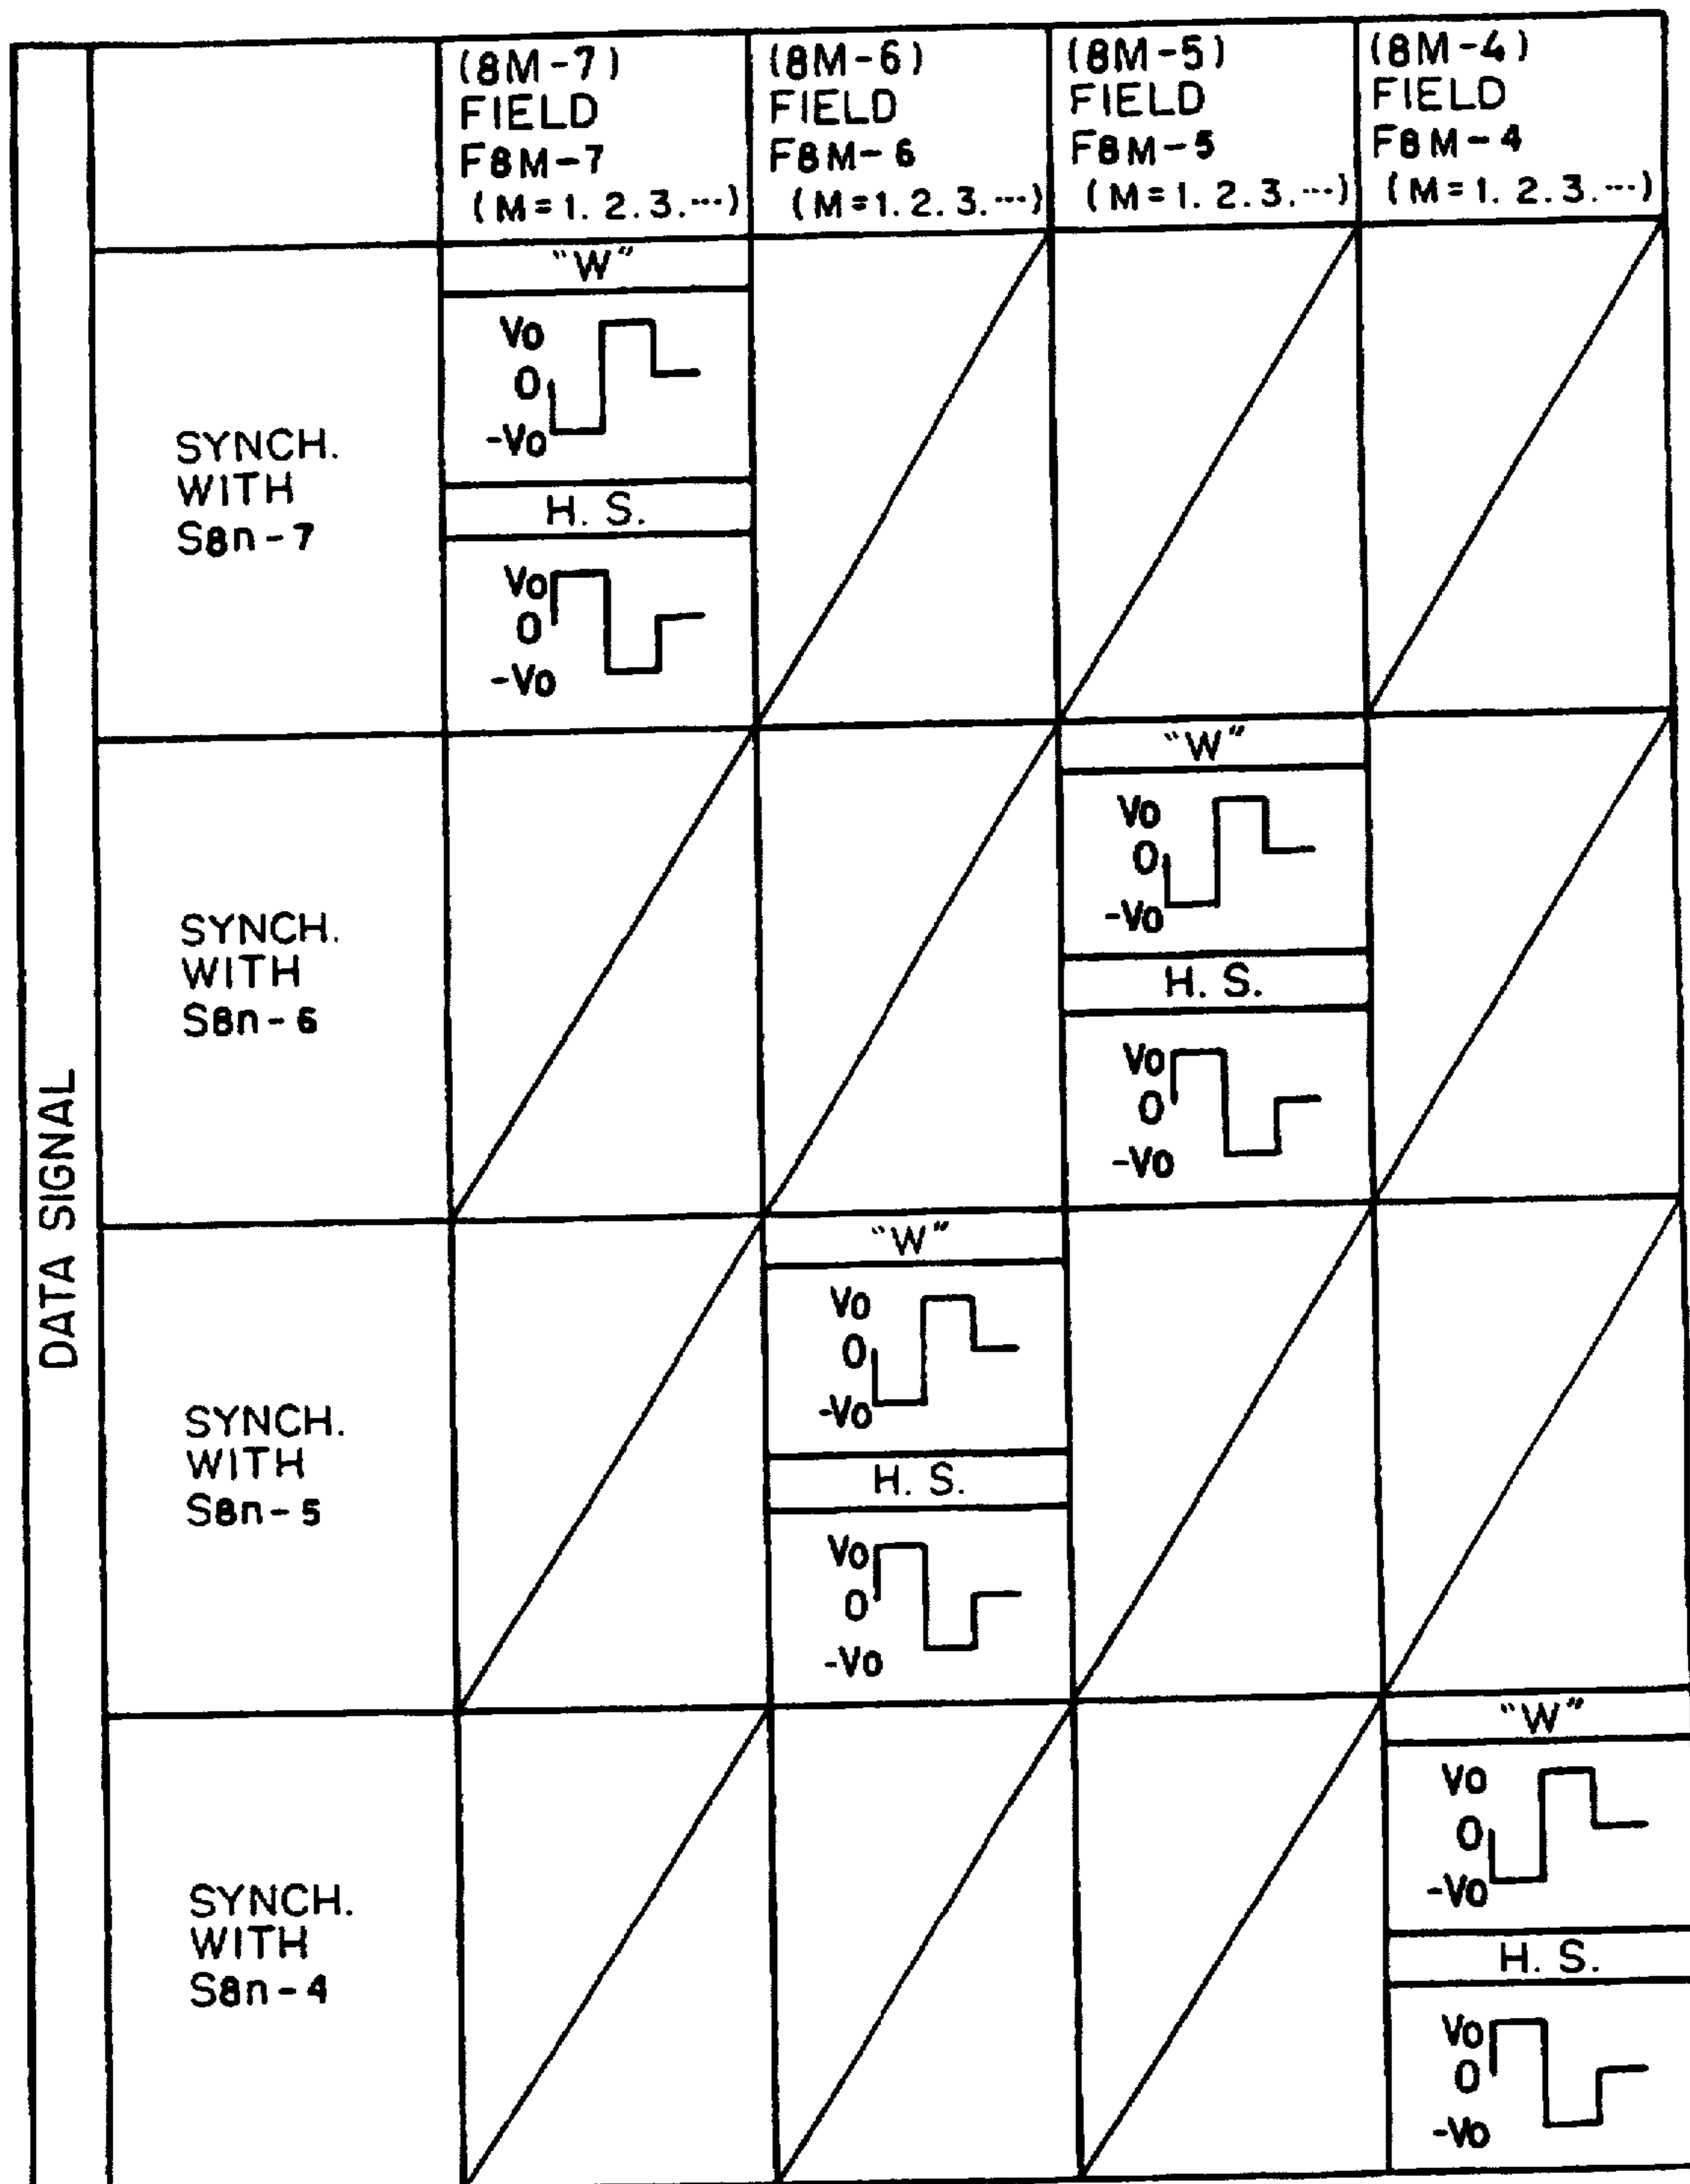 DATA SIGNAL
(8M-7)
FIELD
F8M-7
(M=1.2.3.…)
(8M-6)
FIELD
F8M-6
(M=1.2.3.…)
(8M-5)
FIELD
F8M-5
(M=1.2.3.…)
(8M-4)
FIELD
F8M-4
(M=1.2.3.…)
SYNCH.
WITH
S8n-7
"W"
Vo
0
-Vo
H. S.
Vo
0
-Vo
SYNCH.
WITH
S8n-6
"W"
Vo
0
-Vo
H. S.
Vo
0
-Vo
SYNCH.
WITH
S8n-5
"W"
Vo
0
-Vo
H. S.
Vo
0
-Vo
SYNCH.
WITH
S8n-4
"W"
Vo
0
-Vo
H. S.
Vo
0
-Vo